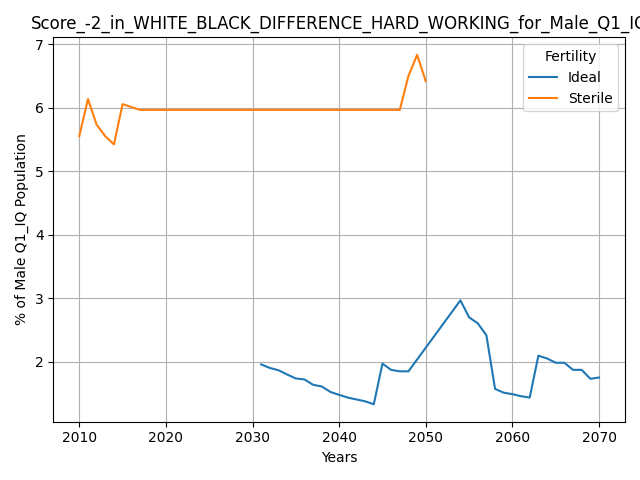 Score_-2_in_WHITE_BLACK_DIFFERENCE_HARD_WORKING_for_Male_Q1_IQ
7
6
5
4
3
2
% of Male Q1_IQ Population
Fertility
Ideal
Sterile
2010 2020 2030 2040 2050 2060 2070
Years